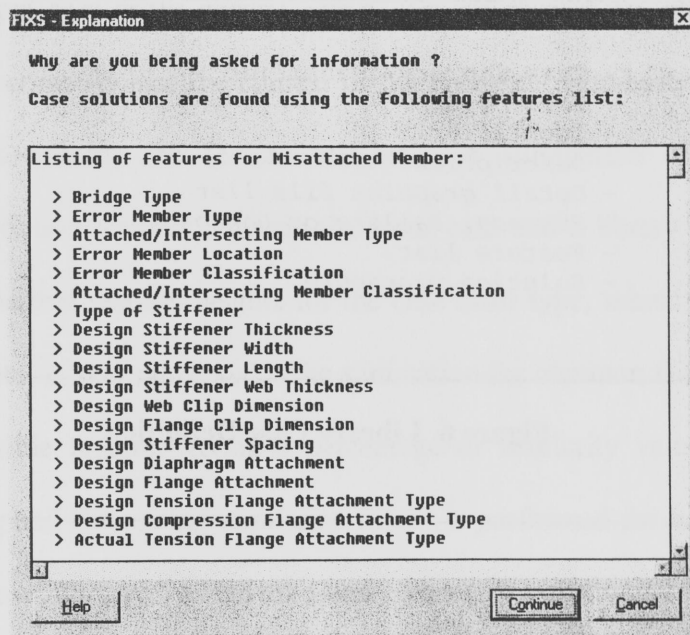 FIXS - Explanation
Why are you being asked for information ?
Case solutions are found using the following features list:
Listing of features for Misattached Member:
> Bridge Type
> Error Member Type
> Attached/Intersecting Member Type
> Error Member Location
> Error Member Classification
> Attached/Intersecting Member Classification
> Type of Stiffener
> Design Stiffener Thickness
> Design Stiffener Width
> Design Stiffener Length
> Design Stiffener Web Thickness
> Design Web Clip Dimension
> Design Flange Clip Dimension
> Design Stiffener Spacing
> Design Diaphragm Attachment
> Design Flange Attachment
> Design Tension Flange Attachment Type
> Design Compression Flange Attachment Type
> Actual Tension Flange Attachment Type
Help Continue Cancel